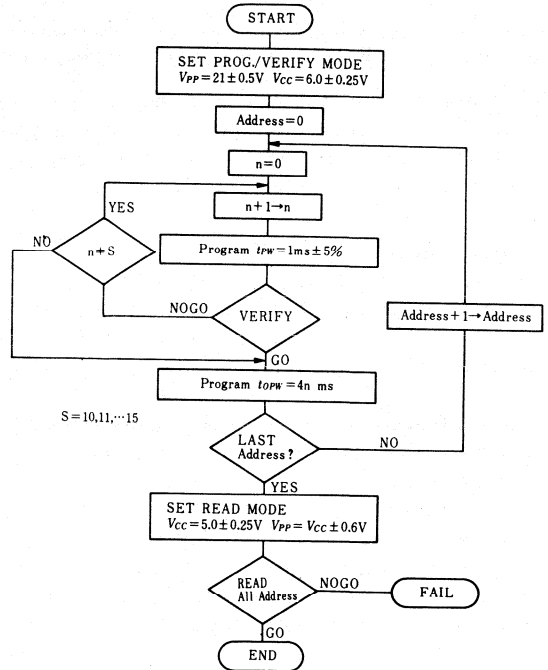 START
SET PROG./VERIFY MODE
VPP=21±0.5V VCC=6.0±0.25V
Address=0
n=0
n+1→n
YES
NO
n≠S
Program tPW=1ms±5%
NOGO
VERIFY
Address+1→Address
GO
Program tOPW=4n ms
S=10,11,···15
LAST
Address?
NO
YES
SET READ MODE
VCC=5.0±0.25V VPP=VCC±0.6V
READ
All Address
NOGO
FAIL
GO
END